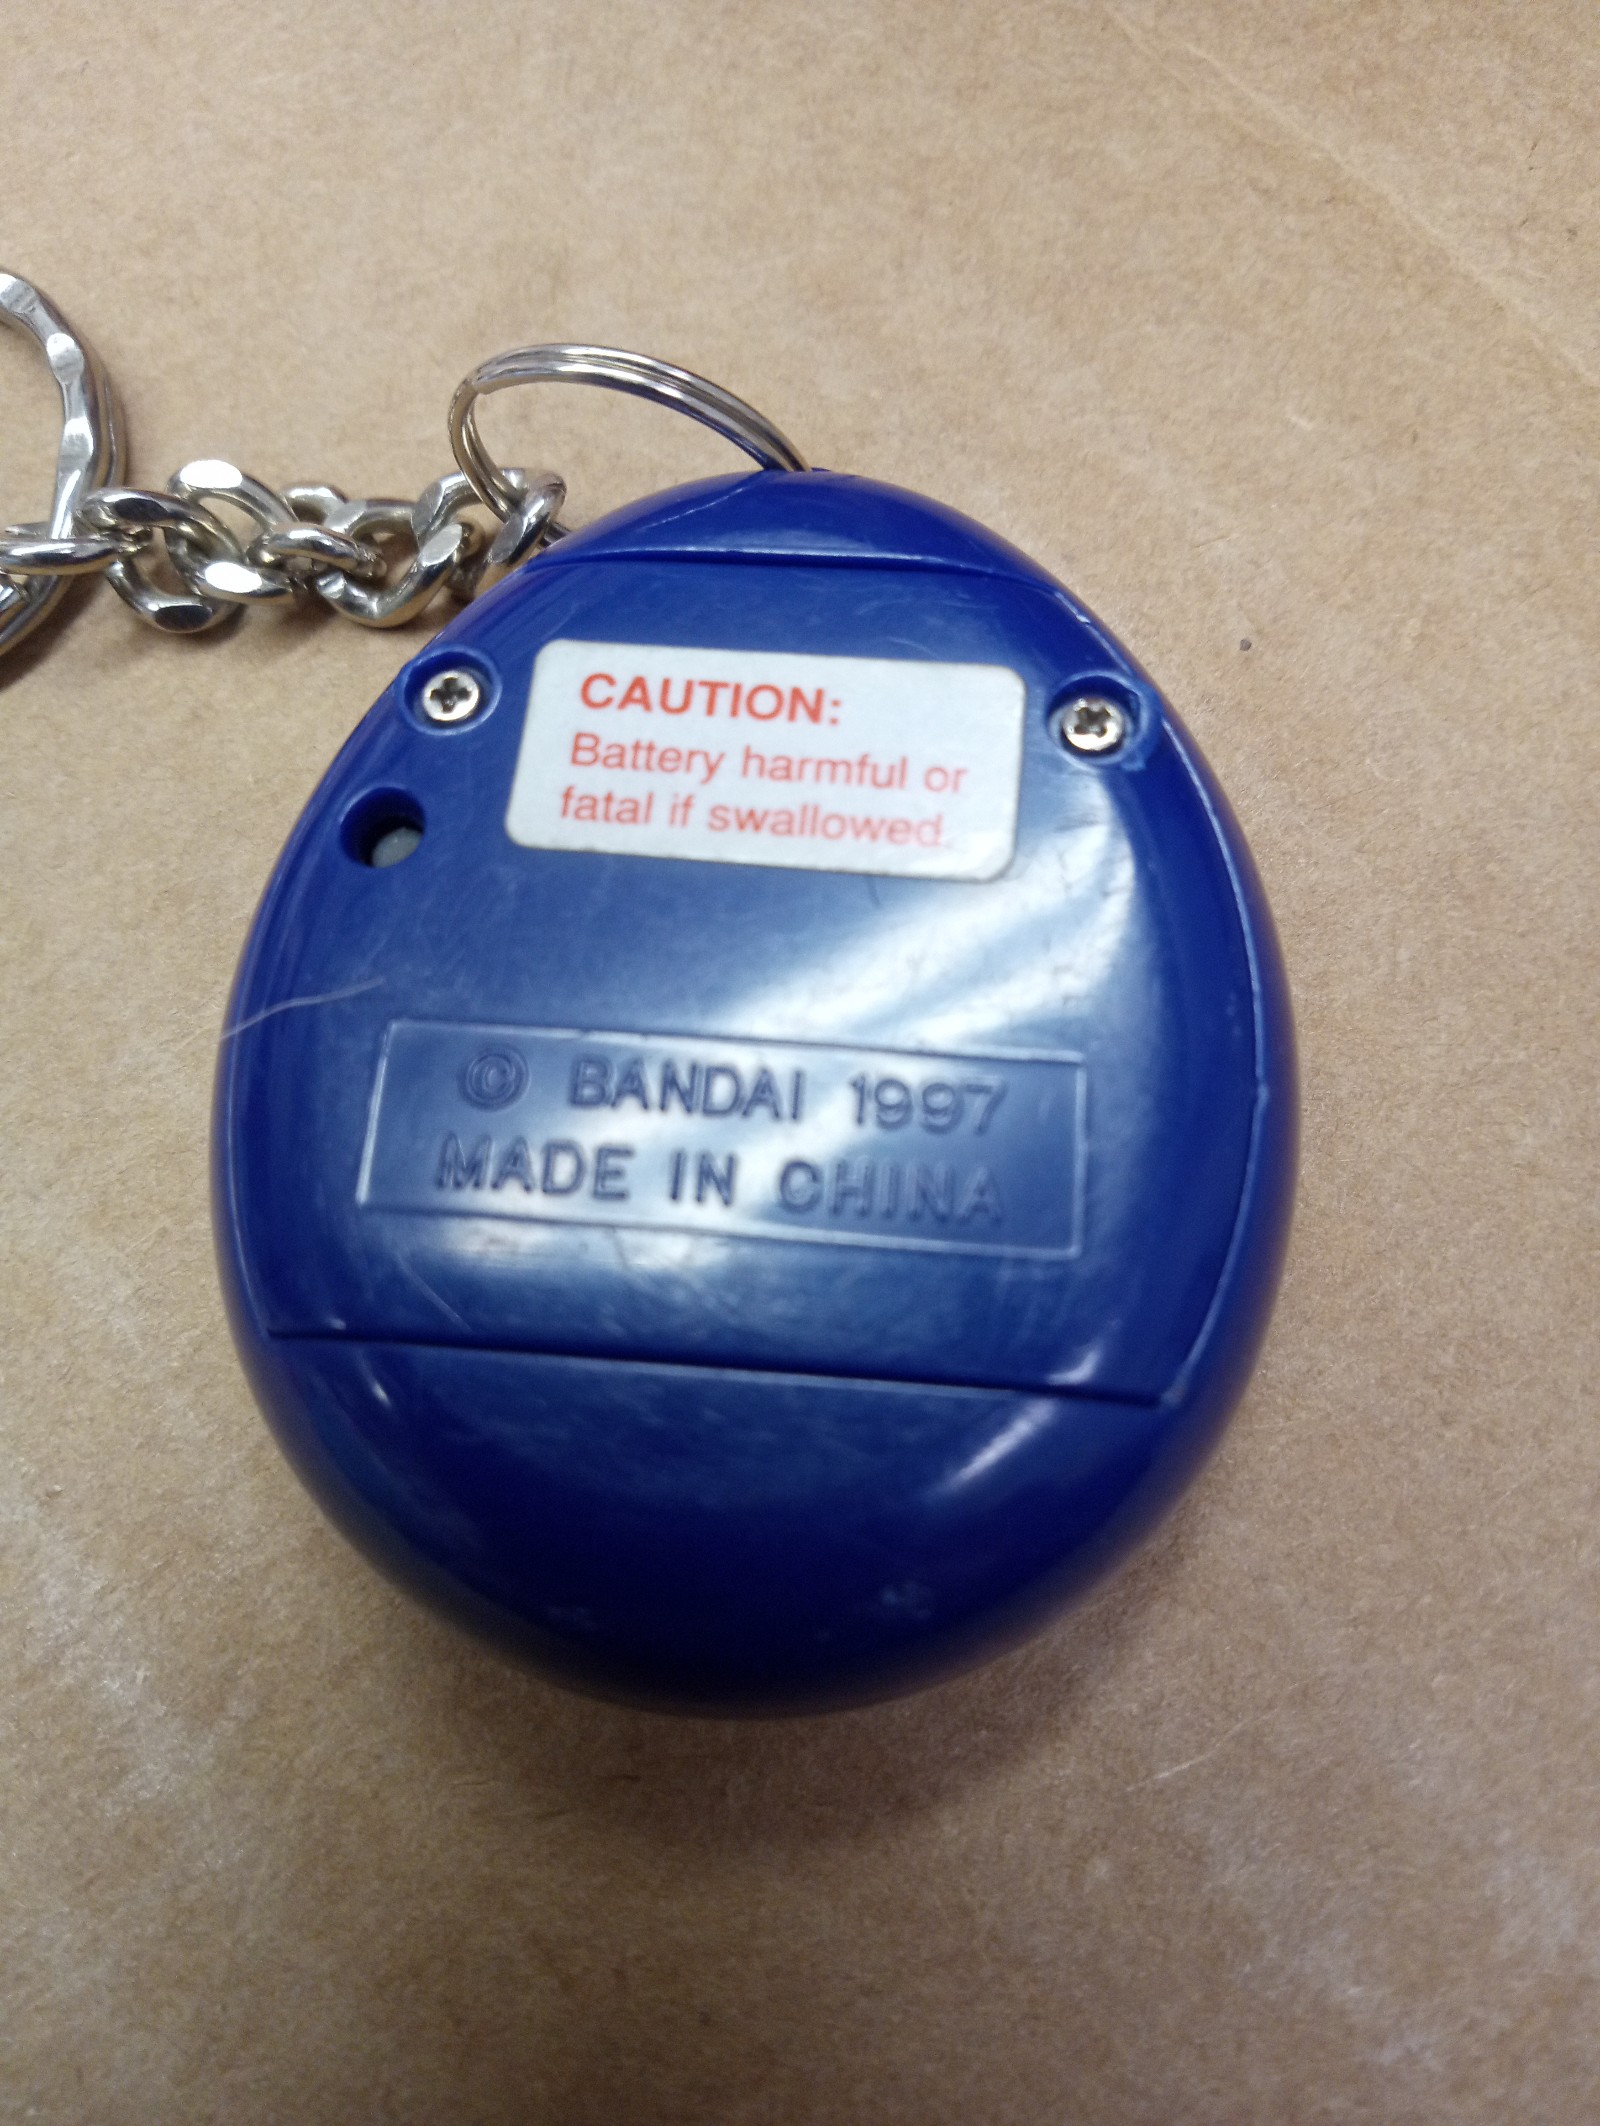 CAUTION:
Battery harmful or
fatal if swallowed.
© BANDAI 1997
MADE IN CHINA